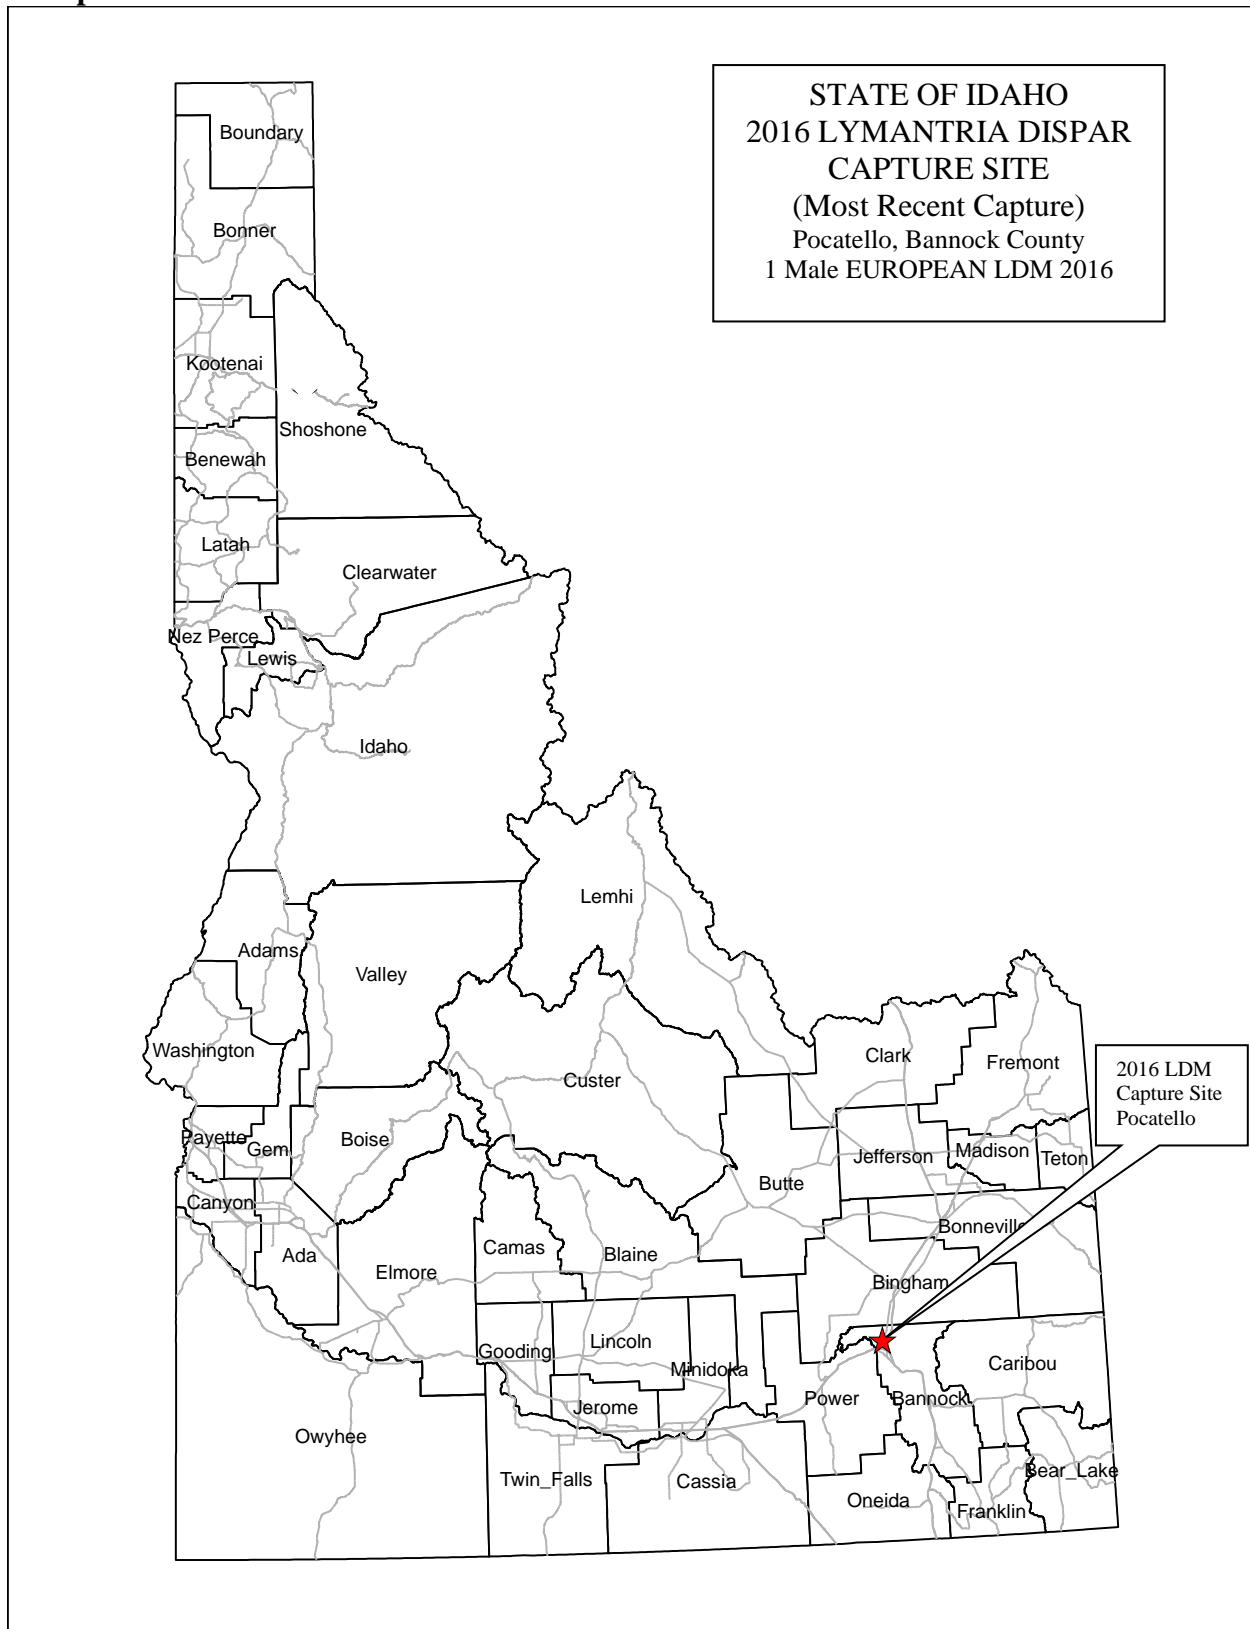 STATE OF IDAHO
2016 LYMANTRIA DISPAR
CAPTURE SITE
(Most Recent Capture)
Pocatello, Bannock County
1 Male EUROPEAN LDM 2016
Boundary
Bonner
Kootenai
Shoshone
Benewah
Latah
Clearwater
Nez Perce
Lewis
Idaho
Lemhi
Adams
Valley
Washington
Custer
Clark
Fremont
2016 LDM
Capture Site
Pocatello
Payette
Gem
Boise
Jefferson
Madison
Teton
Butte
Canyon
Ada
Camas
Blaine
Bonneville
Elmore
Bingham
Gooding
Lincoln
Minidoka
Caribou
Power
Bannock
Jerome
Owyhee
Twin_Falls
Cassia
Bear_Lake
Oneida
Franklin